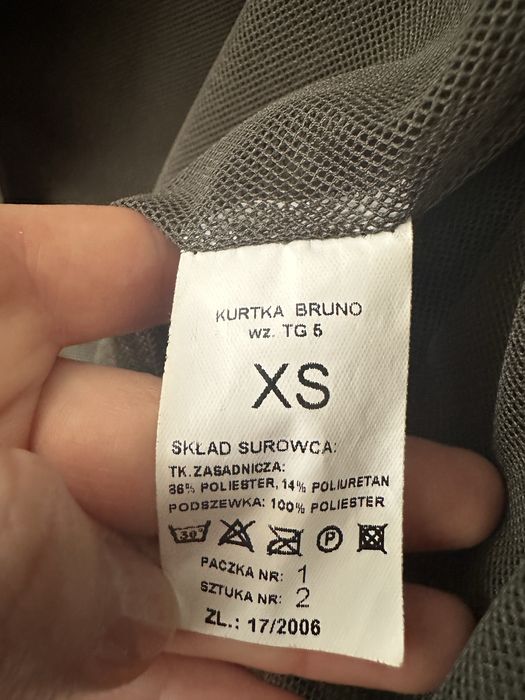 KURTKA BRUNO
wz. TG 5
XS
SKŁAD SUROWCA:
TK. ZASADNICZA:
86% POLIESTER, 14% POLIURETAN
PODSZEWKA: 100% POLIESTER
30°
P
PACZKA NR: 1
SZTUKA NR: 2
ZL.: 17/2006